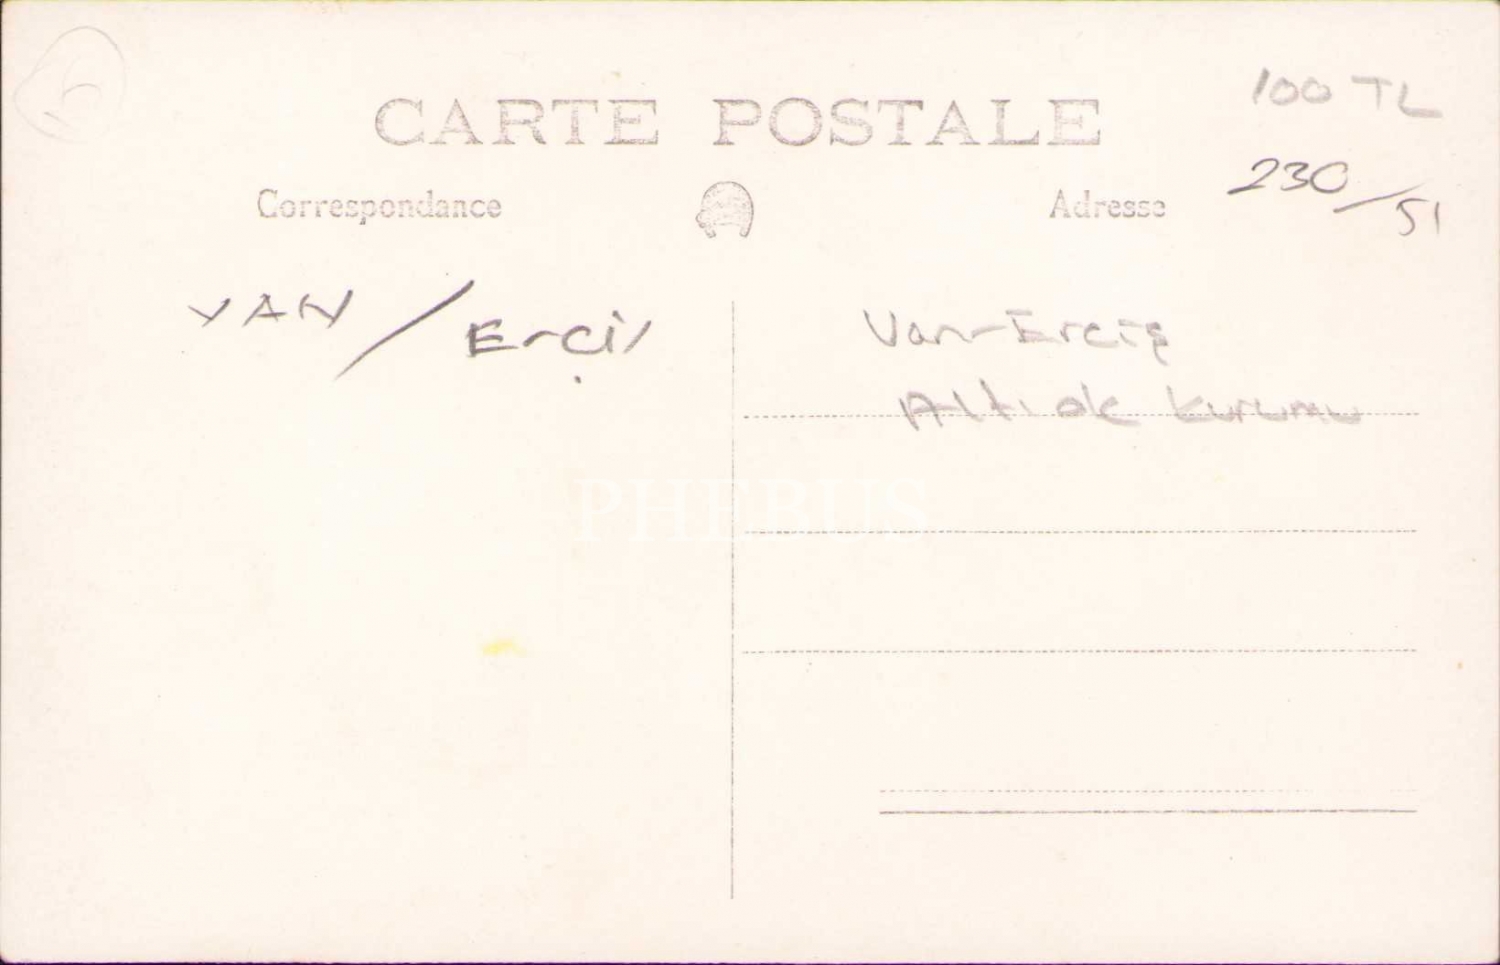 CARTE POSTALE
100 TL
230/51
Correspondance
Adresse
VAN / Erciş
Van-Erciş
Altıok kurumu
PHEBUS